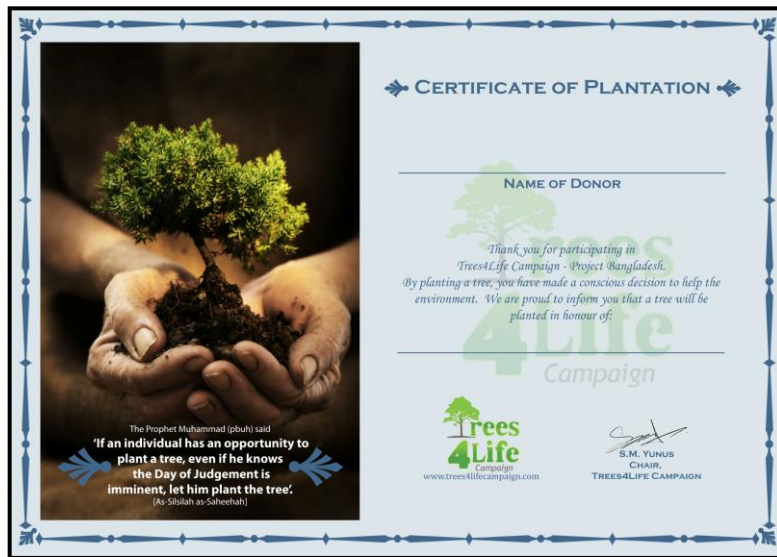 CERTIFICATE OF PLANTATION
NAME OF DONOR
Thank you for participating in
Trees4Life Campaign - Project Bangladesh.
By planting a tree, you have made a conscious decision to help the
environment. We are proud to inform you that a tree will be
planted in honour of:
Trees
4Life
Campaign
Trees
4Life
Campaign
www.trees4lifecampaign.com
S.M. YUNUS
CHAIR,
TREES4LIFE CAMPAIGN
The Prophet Muhammad (pbuh) said
‘If an individual has an opportunity to
plant a tree, even if he knows
the Day of Judgement is
imminent, let him plant the tree’.
[As-Silsilah as-Saheehah]